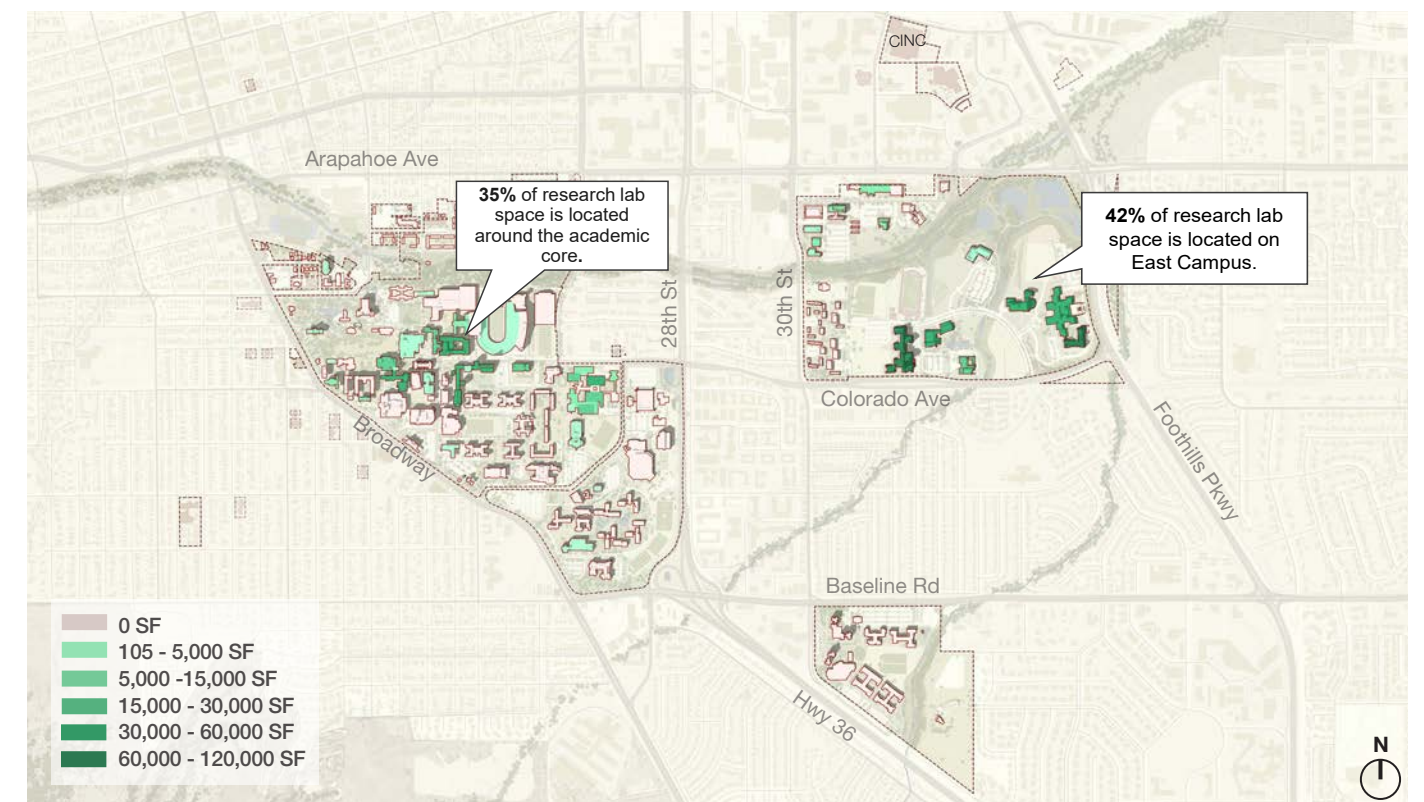 CINC
Arapahoe Ave
35% of research lab
space is located
around the academic
core.
42% of research lab
space is located on
East Campus.
28th St
30th St
Colorado Ave
Broadway
Foothills Pkwy
Baseline Rd
Hwy 36
0 SF
105 - 5,000 SF
5,000 -15,000 SF
15,000 - 30,000 SF
30,000 - 60,000 SF
60,000 - 120,000 SF
N